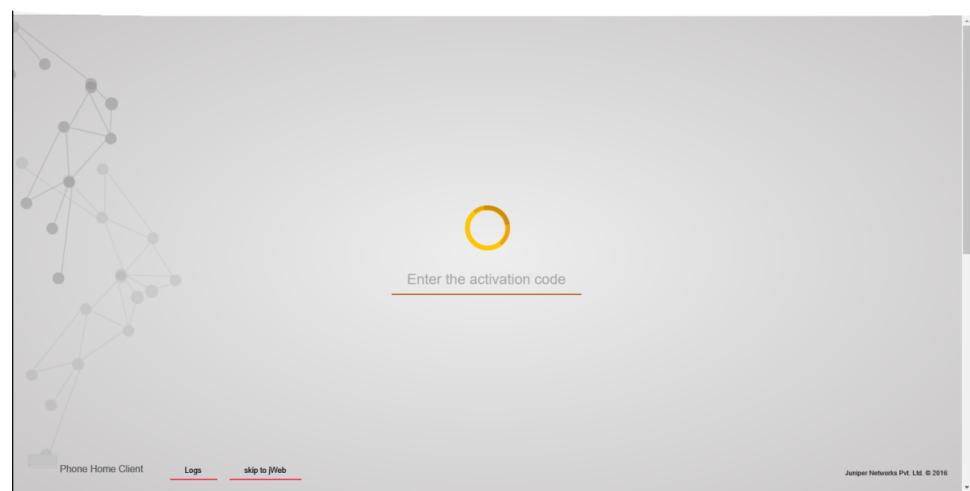 Enter the activation code
Phone Home Client Logs skip to jWeb Juniper Networks Pvt. Ltd. © 2016